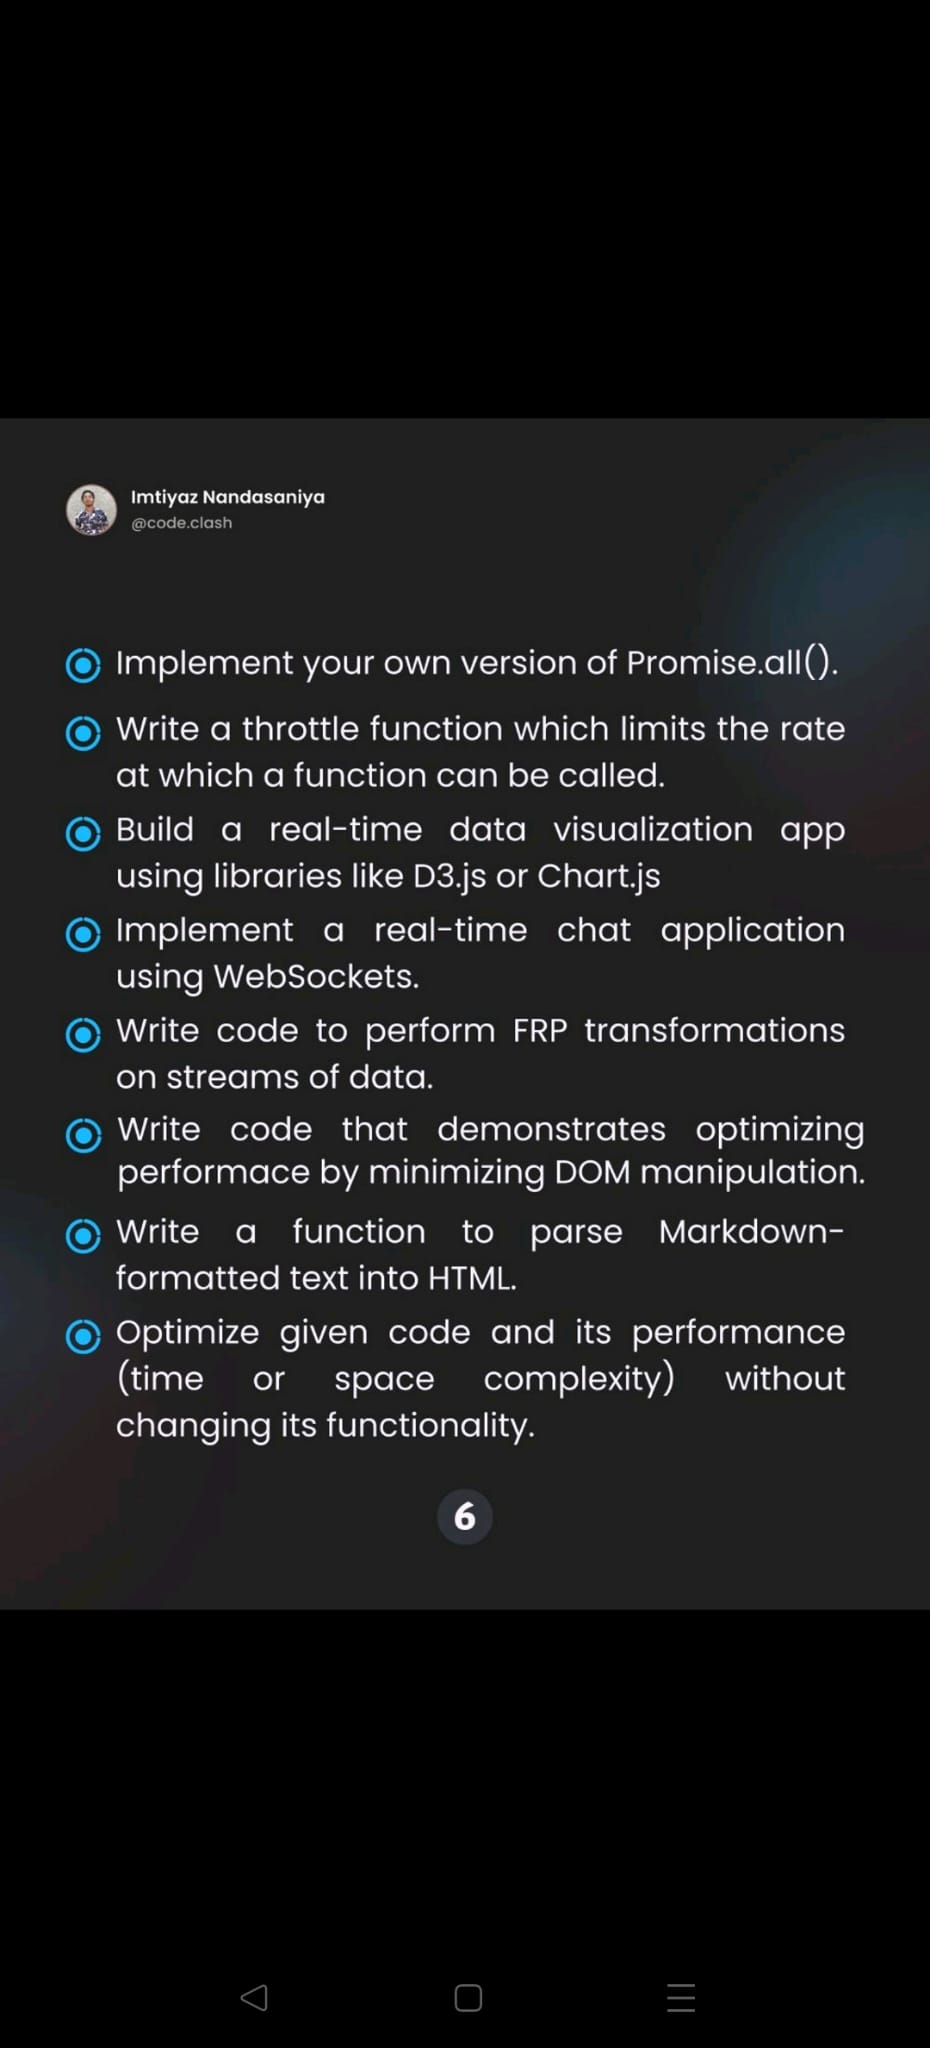 Imtiyaz Nandasaniya
@code.clash
Implement your own version of Promise.all().
Write a throttle function which limits the rate
at which a function can be called.
Build a real-time data visualization app
using libraries like D3.js or Chart.js
Implement a real-time chat application
using WebSockets.
Write code to perform FRP transformations
on streams of data.
Write code that demonstrates optimizing
performace by minimizing DOM manipulation.
Write a function to parse Markdown-
formatted text into HTML.
Optimize given code and its performance
(time or space complexity) without
changing its functionality.
6